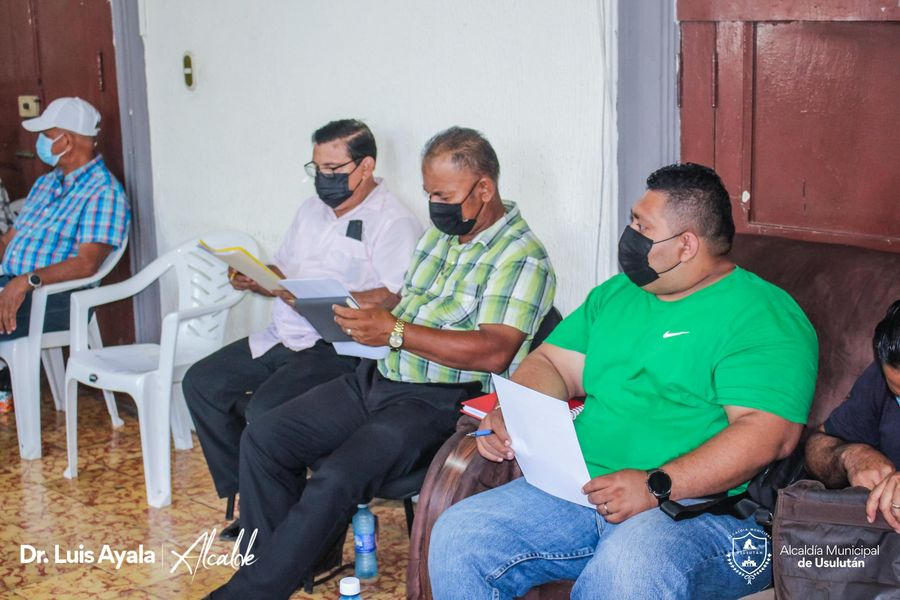 Dr. Luis Ayala | Alcalde
Alcaldía Municipal
de Usulután